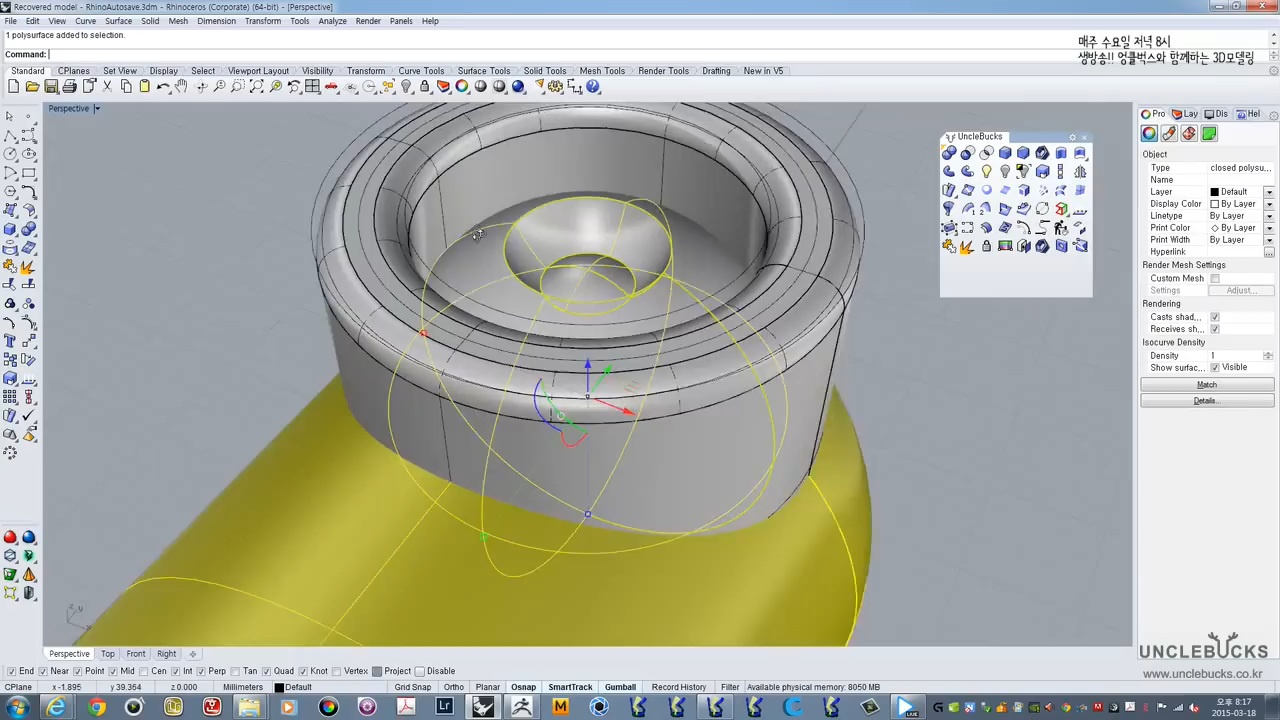 Recovered model - RhinoAutosave.3dm - Rhinoceros (Corporate) (64-bit) - [Perspective]
File Edit View Curve Surface Solid Mesh Dimension Transform Tools Analyze Render Panels Help
1 polysurface added to selection.
Command:
매주 수요일 저녁 8시
생방송!! 엉클벅스와 함께하는 3D모델링
Standard CPlanes Set View Display Select Viewport Layout Visibility Transform Curve Tools Surface Tools Solid Tools Mesh Tools Render Tools Drafting New in V5
Perspective
UncleBucks
Pro Lay Dis Hel
Object
Type closed polysu...
Name
Layer Default
Display Color By Layer
Linetype By Layer
Print Color By Layer
Print Width By Layer
Hyperlink
Render Mesh Settings
Custom Mesh
Settings Adjust...
Rendering
Casts shad...
Receives sh...
Isocurve Density
Density 1
Show surfac... Visible
Match
Details...
z y x
Perspective Top Front Right
End Near Point Mid Cen Int Perp Tan Quad Knot Vertex Project Disable
CPlane x -1.895 y 39.364 z 0.000 Millimeters Default Grid Snap Ortho Planar Osnap SmartTrack Gumball Record History Filter Available physical memory: 8050 MB
UNCLEBUCKS
www.unclebucks.co.kr
오후 8:17
2015-03-18